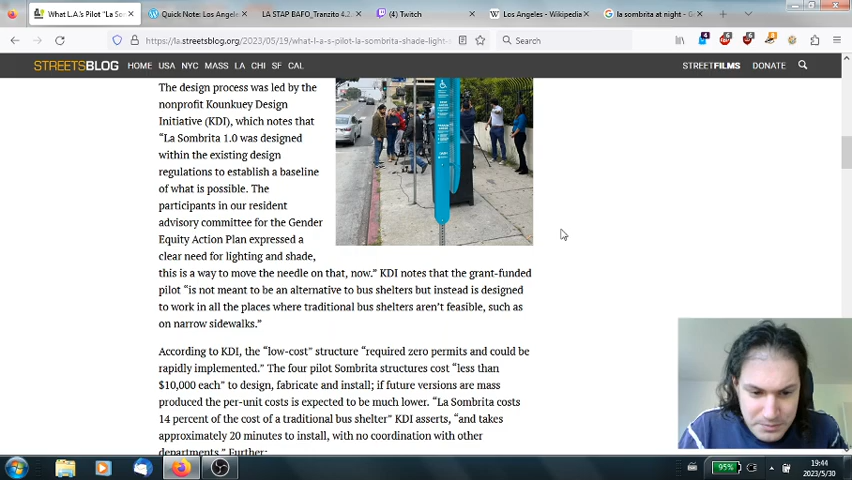 What L.A.'s Pilot "La So
Quick Note: Los Angeles
LA STAP BAFO_Tranzito 4.2.
Twitch
Los Angeles - Wikipedia
la sombrita at night - G
https://la.streetsblog.org/2023/05/19/what-l-a-s-pilot-la-sombrita-shade-light-
Search
STREETSBLOG HOME USA NYC MASS LA CHI SF CAL STREETFILMS DONATE
The design process was led by the
nonprofit Kounkuey Design
Initiative (KDI), which notes that
“La Sombrita 1.0 was designed
within the existing design
regulations to establish a baseline
of what is possible. The
participants in our resident
advisory committee for the Gender
Equity Action Plan expressed a
clear need for lighting and shade,
this is a way to move the needle on that, now.” KDI notes that the grant-funded
pilot “is not meant to be an alternative to bus shelters but instead is designed
to work in all the places where traditional bus shelters aren’t feasible, such as
on narrow sidewalks.”
According to KDI, the “low-cost” structure “required zero permits and could be
rapidly implemented.” The four pilot Sombrita structures cost “less than
$10,000 each” to design, fabricate and install; if future versions are mass
produced the per-unit costs is expected to be much lower. “La Sombrita costs
14 percent of the cost of a traditional bus shelter” KDI asserts, “and takes
approximately 20 minutes to install, with no coordination with other
departments.” Further:
95%
19:44
2023/5/30